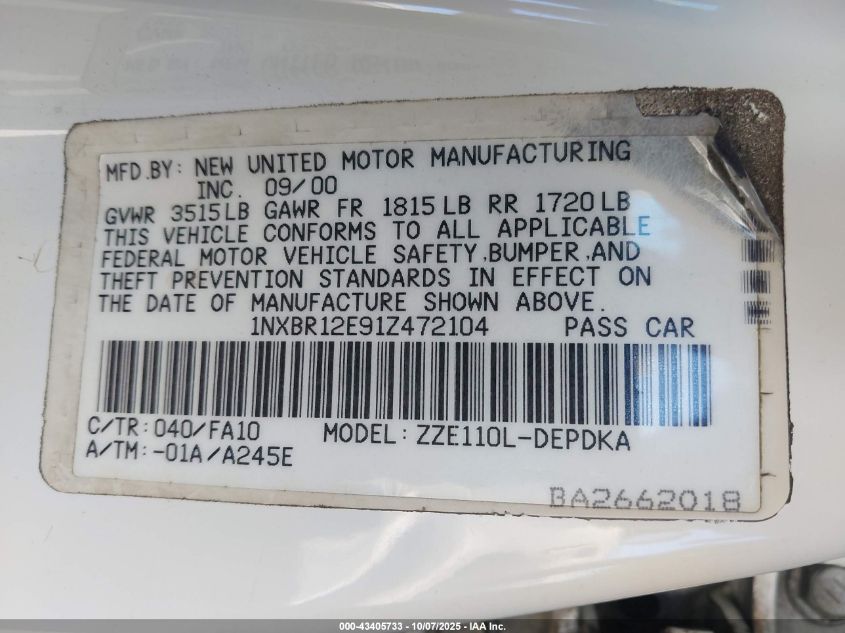 MFD.BY: NEW UNITED MOTOR MANUFACTURING
INC. 09/00
GVWR 3515LB GAWR FR 1815LB RR 1720LB
THIS VEHICLE CONFORMS TO ALL APPLICABLE
FEDERAL MOTOR VEHICLE SAFETY,BUMPER,AND
THEFT PREVENTION STANDARDS IN EFFECT ON
THE DATE OF MANUFACTURE SHOWN ABOVE.
1NXBR12E91Z472104 PASS CAR
C/TR: 040/FA10 MODEL: ZZE110L-DEPDKA
A/TM: -01A/A245E
BA2662018
000-43405733 - 10/07/2025 - IAA Inc.